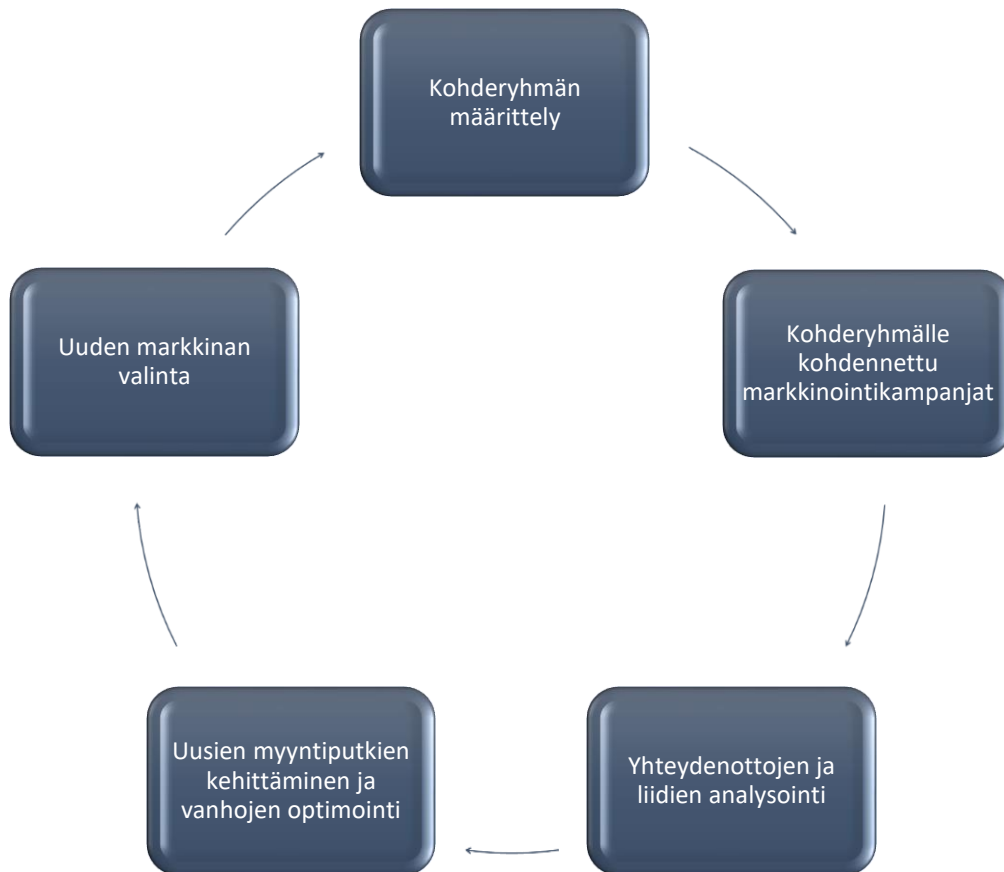 Kohderyhmän
määrittely
Kohderyhmälle
kohdennettu
markkinointikampanjat
Yhteydenottojen ja
liidien analysointi
Uusien myyntiputkien
kehittäminen ja
vanhojen optimointi
Uuden markkinan
valinta